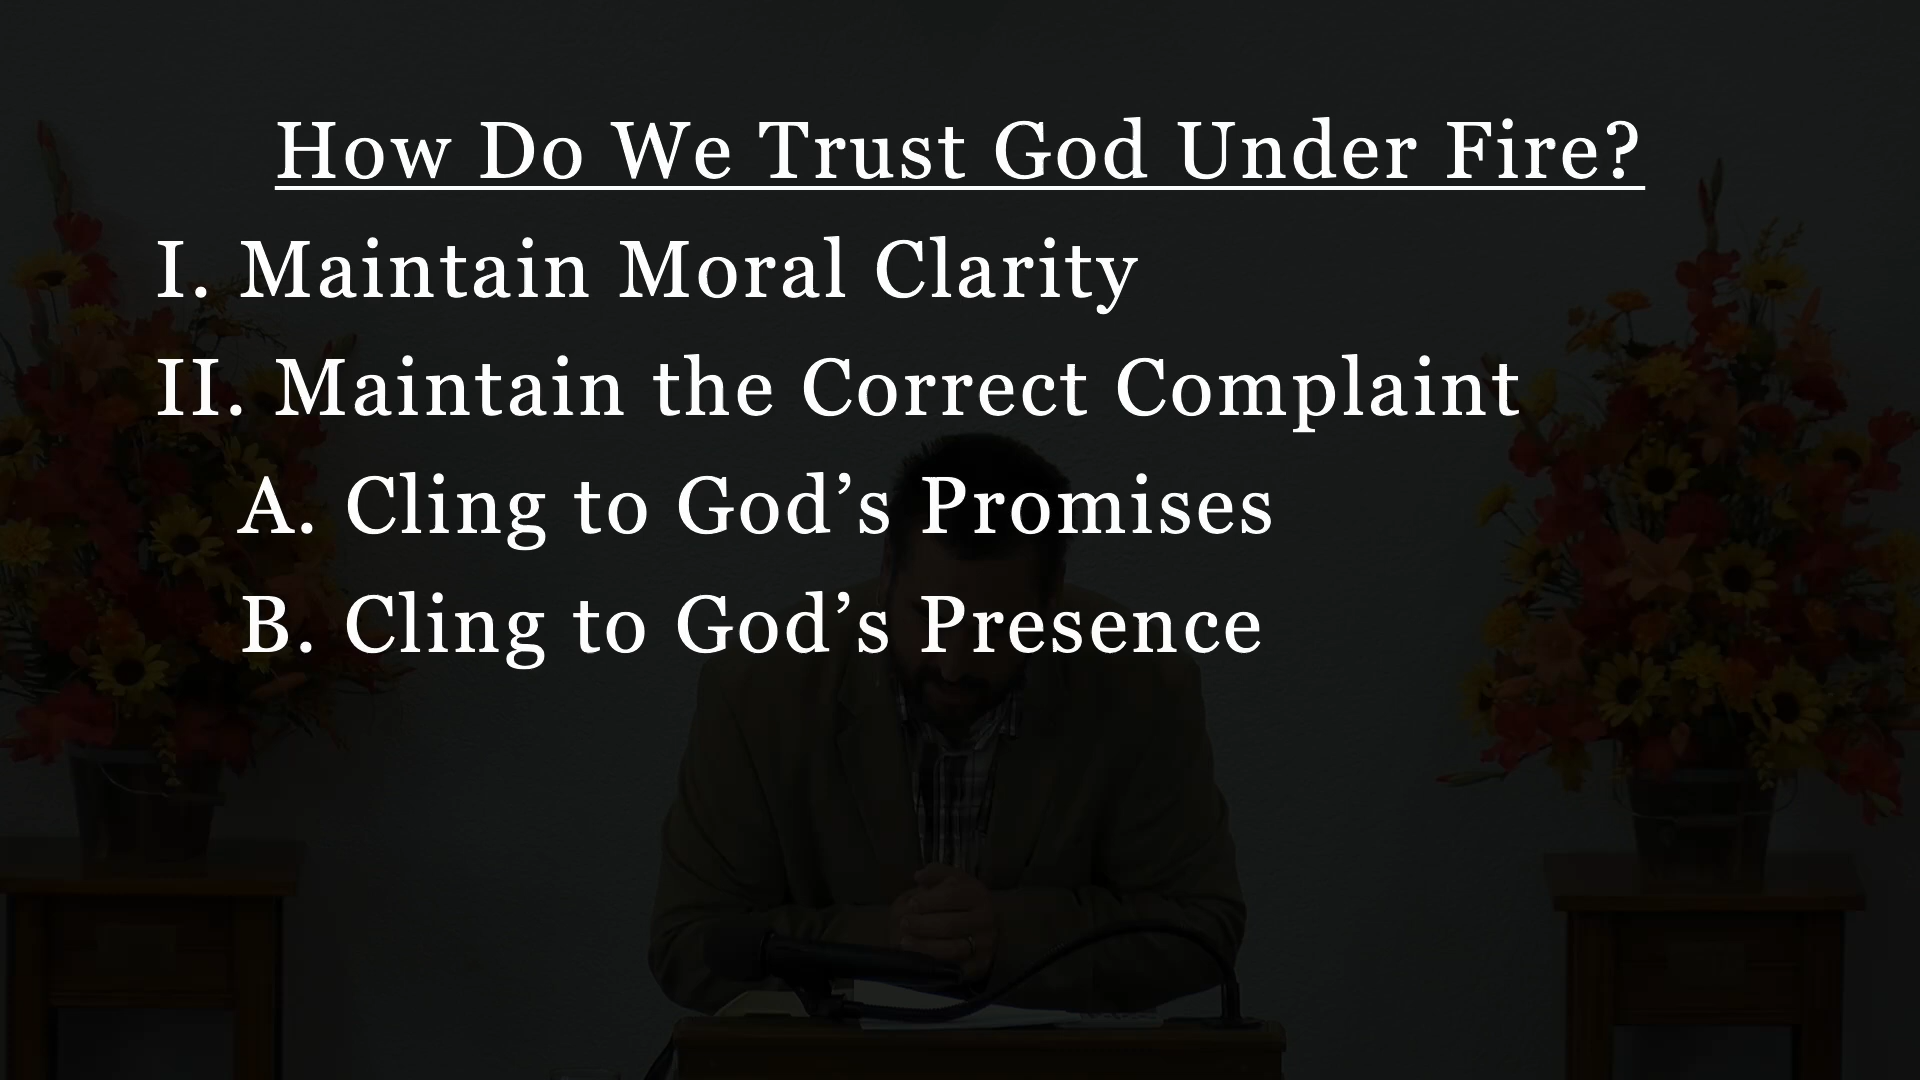 How Do We Trust God Under Fire?
I. Maintain Moral Clarity
II. Maintain the Correct Complaint
A. Cling to God’s Promises
B. Cling to God’s Presence